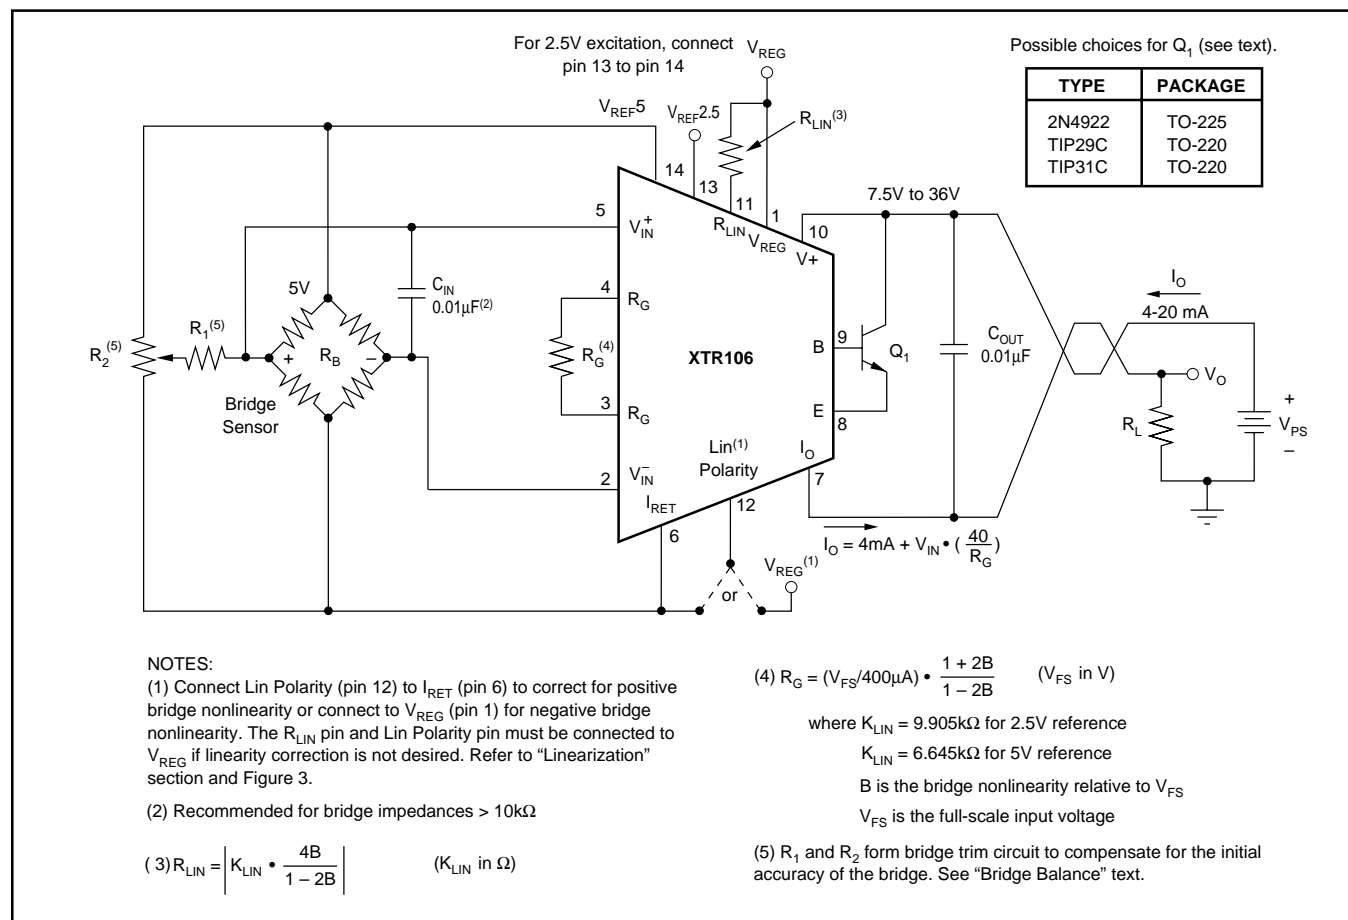 For 2.5V excitation, connect
pin 13 to pin 14
V_REG
Possible choices for Q_1 (see text).
TYPE PACKAGE
2N4922 TO-225
TIP29C TO-220
TIP31C TO-220
V_REF5
V_REF2.5
R_LIN^(3)
14
13
11
1
10
R_LIN
V_REG
V+
7.5V to 36V
5
V_IN^+
4
R_G
R_G^(4)
3
R_G
2
V_IN^–
I_RET
6
XTR106
Lin^(1)
Polarity
12
B
9
E
8
I_O
7
Q_1
C_IN
0.01μF^(2)
5V
R_1^(5)
R_2^(5)
+
R_B
–
Bridge
Sensor
C_OUT
0.01μF
I_O
4-20 mA
V_O
R_L
+
V_PS
–
I_O = 4mA + V_IN • (40/R_G)
V_REG^(1)
or
NOTES:
(1) Connect Lin Polarity (pin 12) to I_RET (pin 6) to correct for positive
bridge nonlinearity or connect to V_REG (pin 1) for negative bridge
nonlinearity. The R_LIN pin and Lin Polarity pin must be connected to
V_REG if linearity correction is not desired. Refer to “Linearization”
section and Figure 3.
(2) Recommended for bridge impedances > 10kΩ
( 3) R_LIN = | K_LIN • 4B / 1 – 2B | (K_LIN in Ω)
(4) R_G = (V_FS/400μA) • 1 + 2B / 1 – 2B (V_FS in V)
where K_LIN = 9.905kΩ for 2.5V reference
K_LIN = 6.645kΩ for 5V reference
B is the bridge nonlinearity relative to V_FS
V_FS is the full-scale input voltage
(5) R_1 and R_2 form bridge trim circuit to compensate for the initial
accuracy of the bridge. See “Bridge Balance” text.